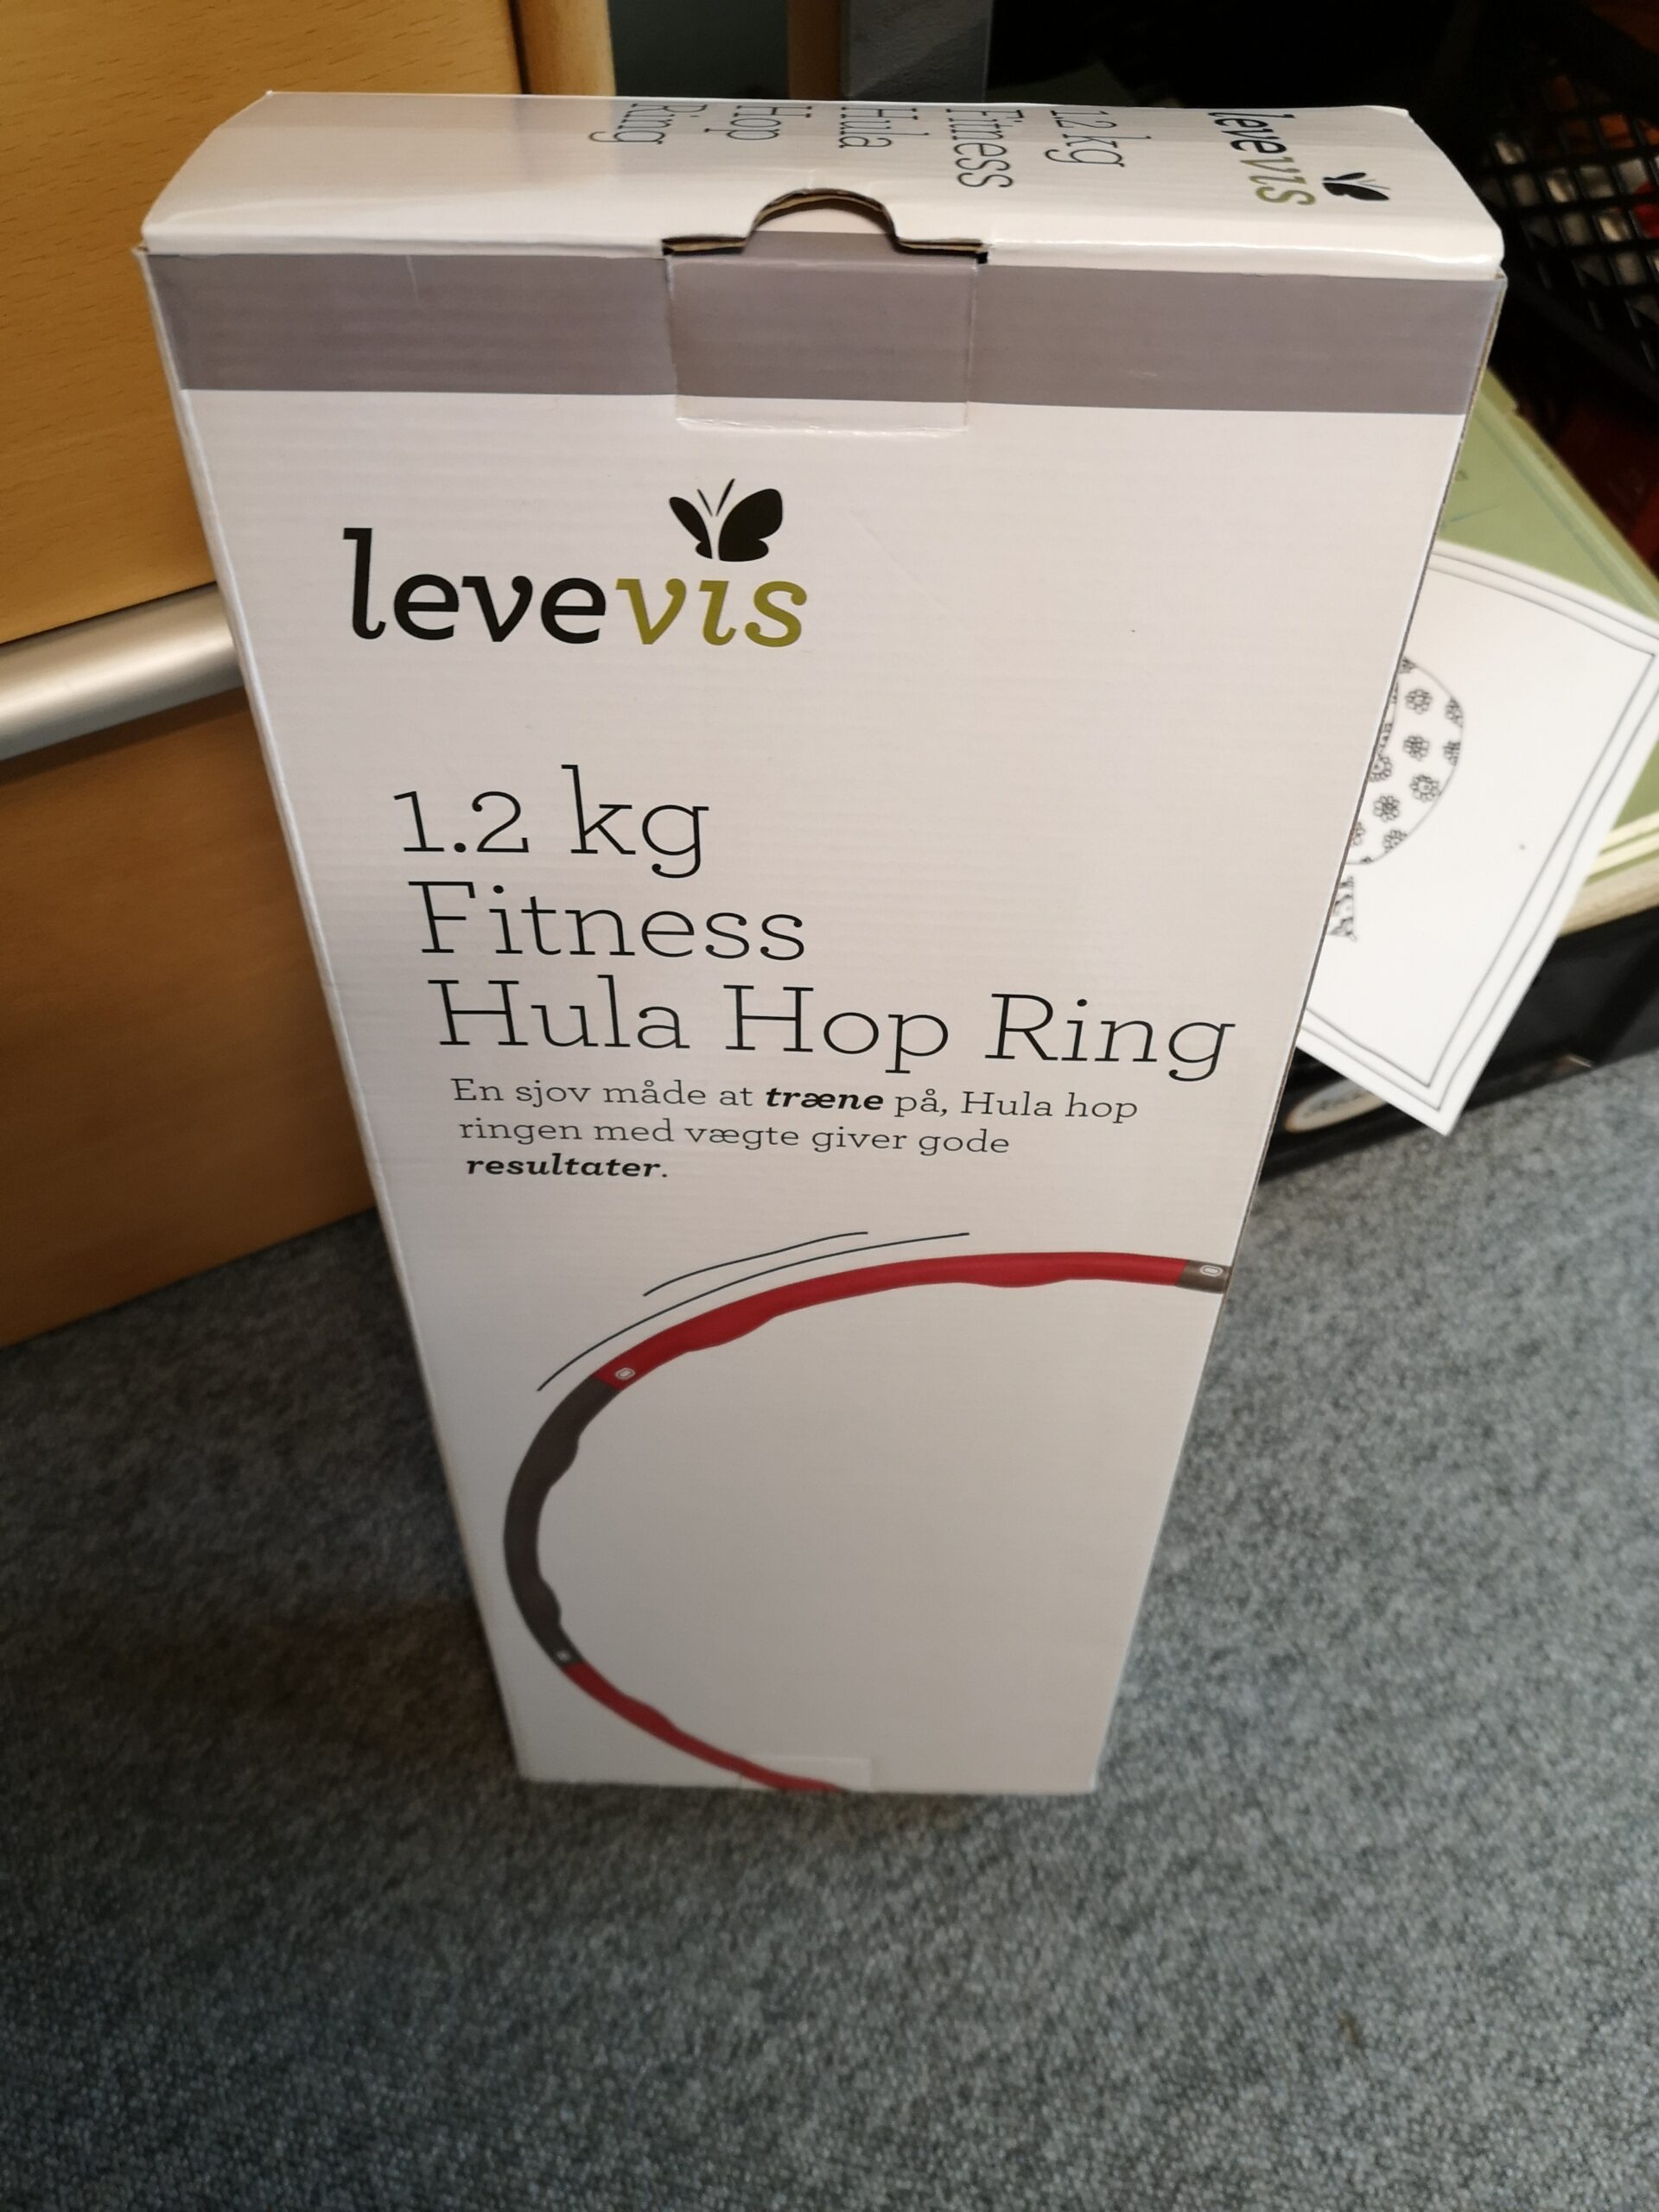 1.2 kg
Fitness
Hula
Hop
Ring
levevis
levevis
1.2 kg
Fitness
Hula Hop Ring
En sjov måde at træne på, Hula hop
ringen med vægte giver gode
resultater.